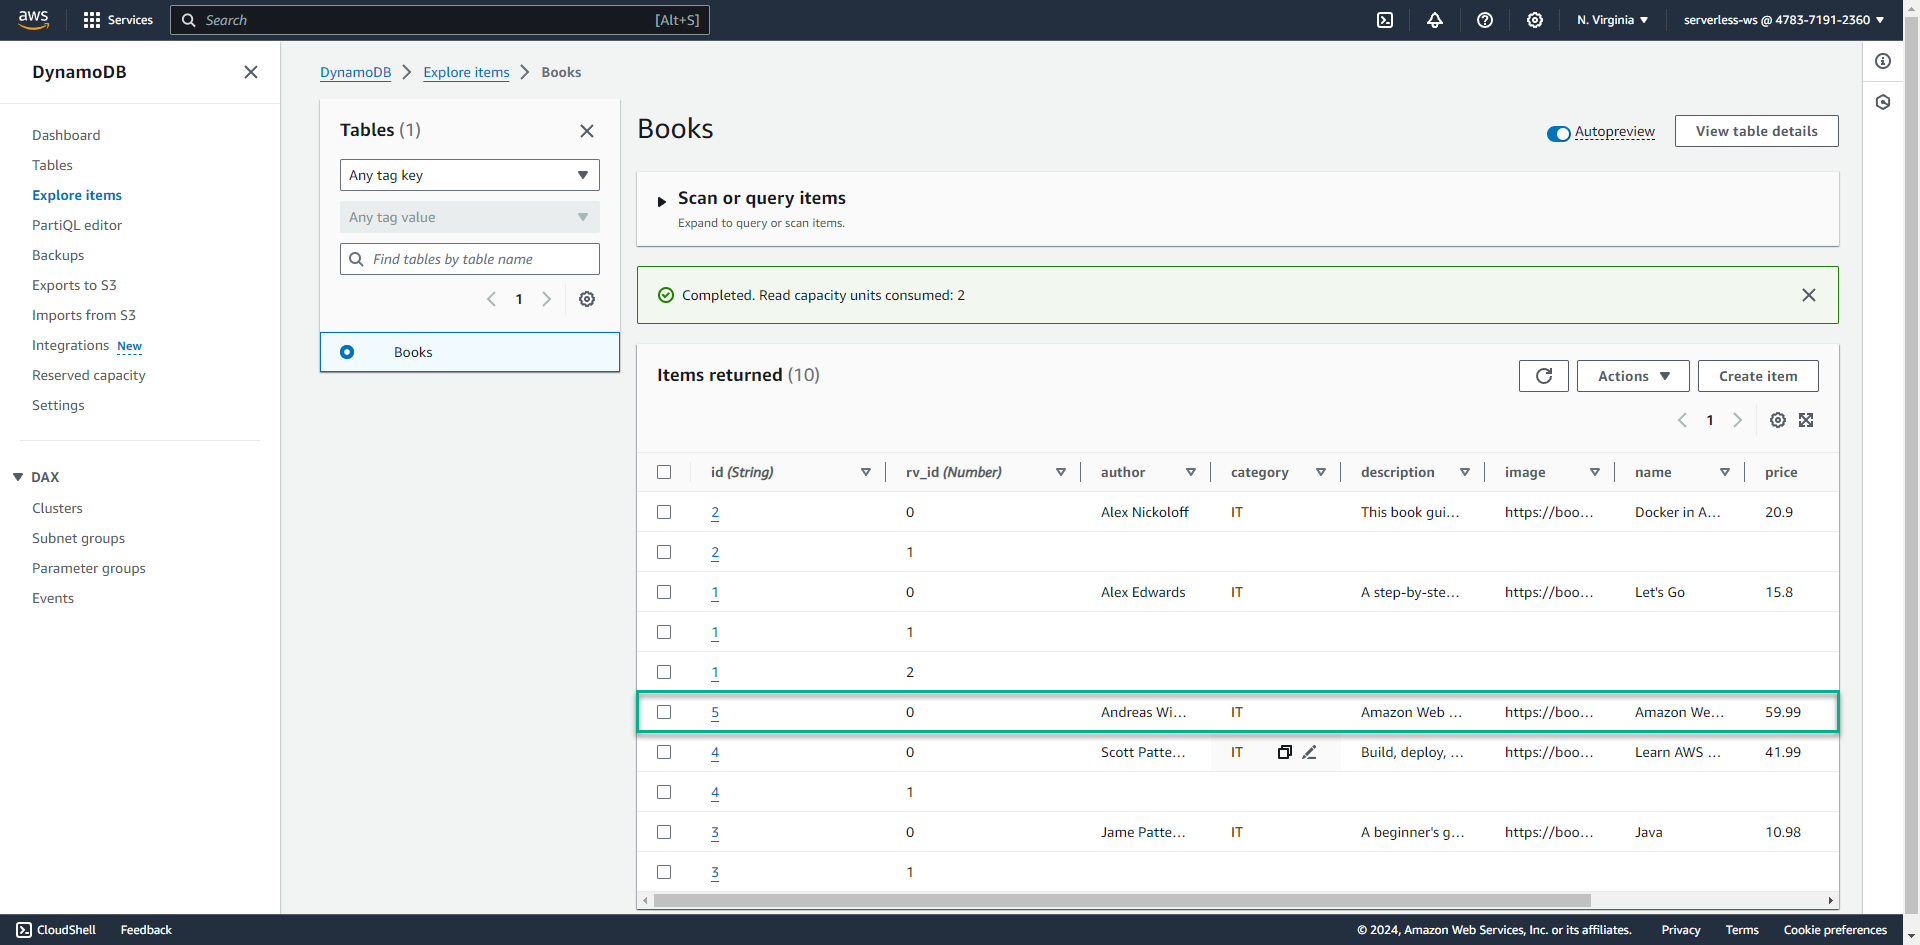 aws
Services
Search
[Alt+S]
N. Virginia
serverless-ws @ 4783-7191-2360
DynamoDB
Dashboard
Tables
Explore items
PartiQL editor
Backups
Exports to S3
Imports from S3
Integrations New
Reserved capacity
Settings
DAX
Clusters
Subnet groups
Parameter groups
Events
DynamoDB > Explore items > Books
Tables (1)
Any tag key
Any tag value
Find tables by table name
1
Books
Books
Autopreview
View table details
Scan or query items
Expand to query or scan items.
Completed. Read capacity units consumed: 2
Items returned (10)
Actions
Create item
1
id (String) rv_id (Number) author category description image name price
2 0 Alex Nickoloff IT This book gui... https://boo... Docker in A... 20.9
2 1
1 0 Alex Edwards IT A step-by-ste... https://boo... Let's Go 15.8
1 1
1 2
5 0 Andreas Wi... IT Amazon Web ... https://boo... Amazon We... 59.99
4 0 Scott Patte... IT Build, deploy, ... https://boo... Learn AWS ... 41.99
4 1
3 0 Jame Patte... IT A beginner's g... https://boo... Java 10.98
3 1
CloudShell
Feedback
© 2024, Amazon Web Services, Inc. or its affiliates.
Privacy
Terms
Cookie preferences